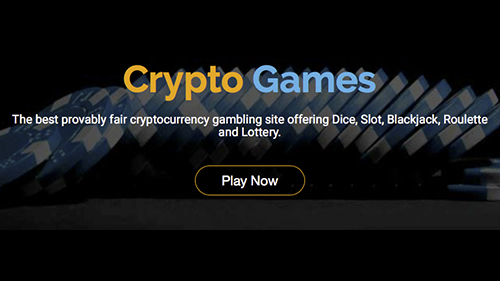 Crypto Games
The best provably fair cryptocurrency gambling site offering Dice, Slot, Blackjack, Roulette
and Lottery.
Play Now